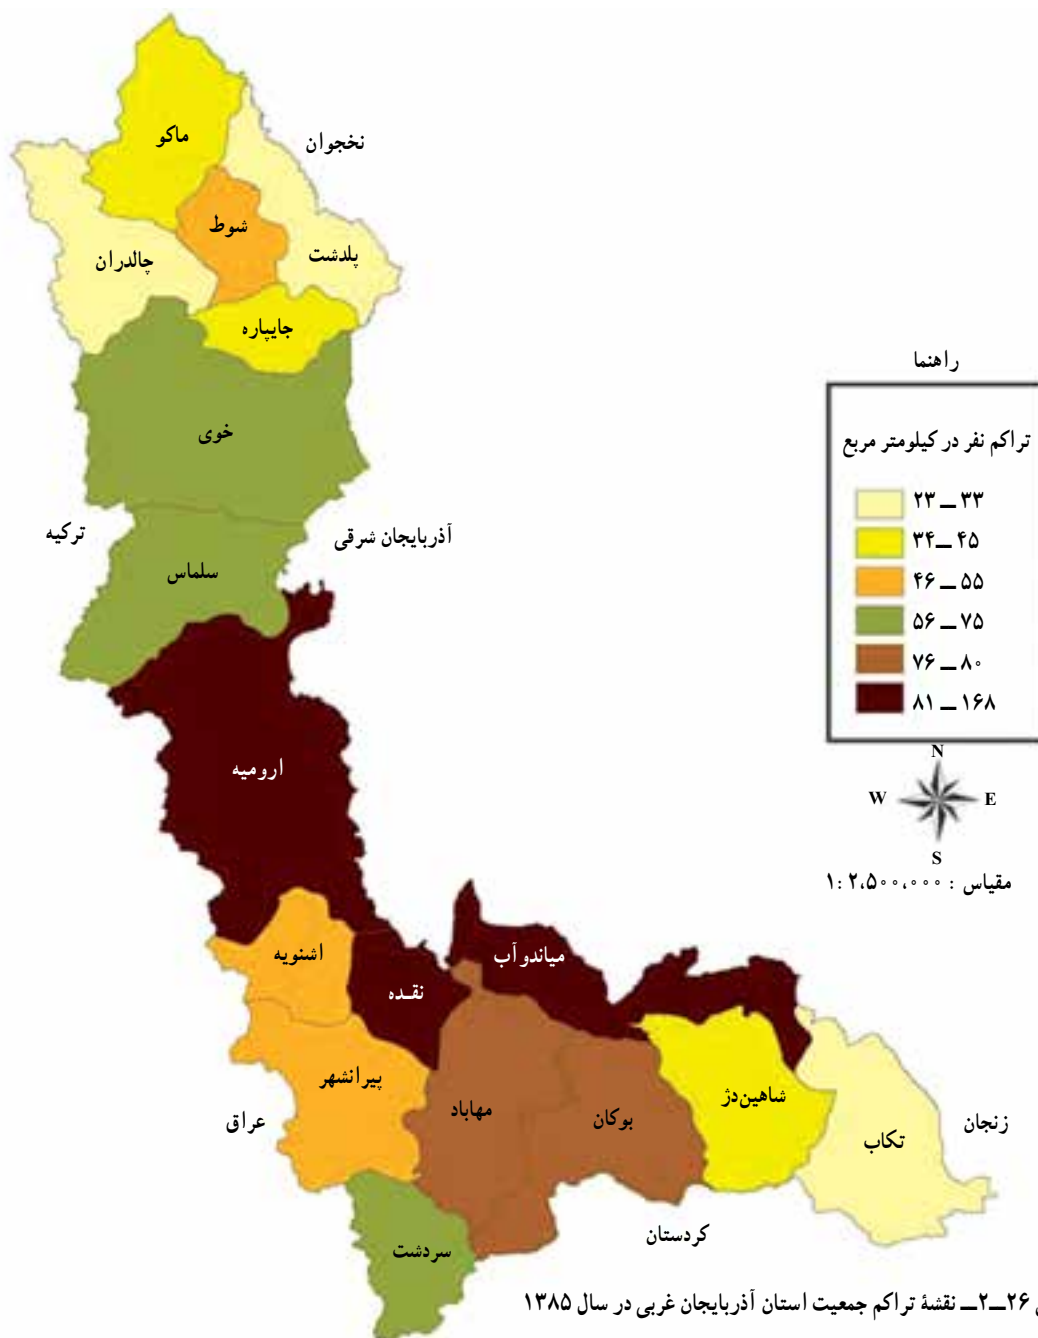 ماکو
نخجوان
شوط
پلدشت
چالدران
جایپاره
راهنما
تراکم نفر در کیلومتر مربع
۲۳ ــ ۳۳
۳۴ ــ ۴۵
۴۶ ــ ۵۵
۵۶ ــ ۷۵
۷۶ ــ ۸۰
۸۱ ــ ۱۶۸
خوی
آذربایجان شرقی
ترکیه
سلماس
ارومیه
N
W E
S
مقیاس : ۱:۲،۵۰۰،۰۰۰
اشنویه
میاندوآب
نقـده
پیرانشهر
مهاباد
بوکان
شاهین‌دژ
تکاب
زنجان
عراق
کردستان
سردشت
۲۶ــ۲ــ نقشهٔ تراکم جمعیت استان آذربایجان غربی در سال ۱۳۸۵